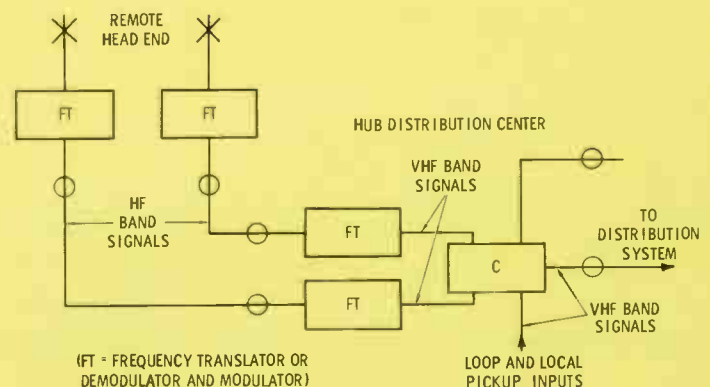 REMOTE
HEAD END
FT
FT
HUB DISTRIBUTION CENTER
VHF BAND
SIGNALS
HF
BAND
SIGNALS
FT
TO
DISTRIBUTION
SYSTEM
C
FT
VHF BAND
SIGNALS
(FT = FREQUENCY TRANSLATOR OR
DEMODULATOR AND MODULATOR)
LOOP AND LOCAL
PICKUP INPUTS